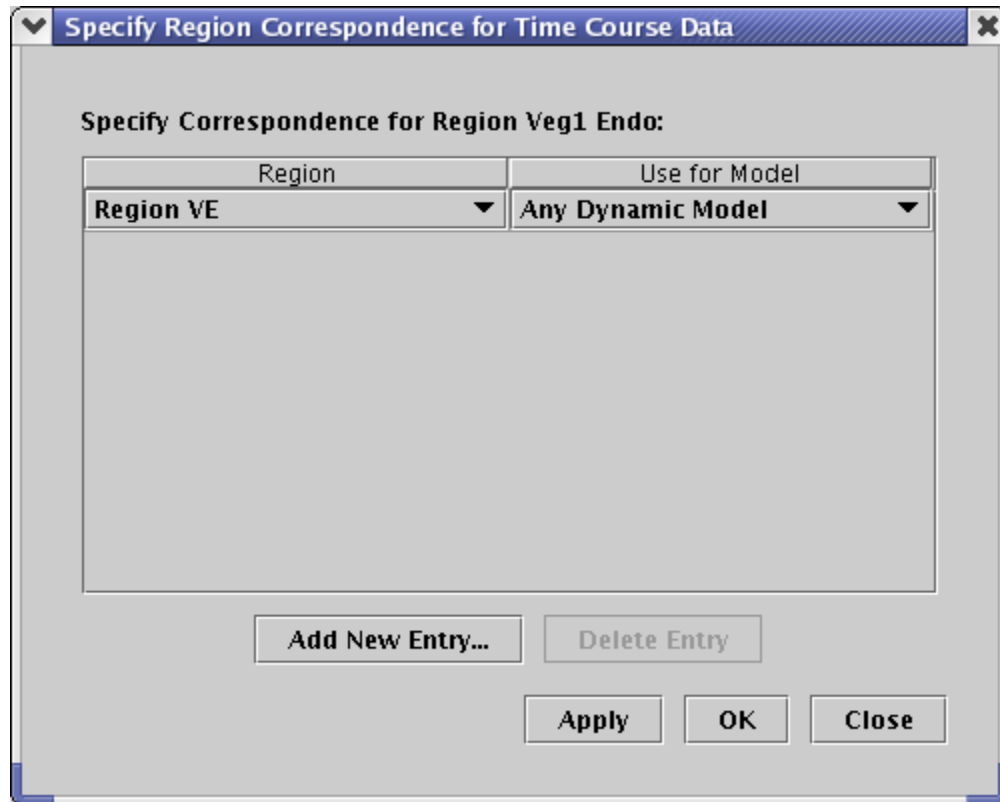 Specify Region Correspondence for Time Course Data
Specify Correspondence for Region Veg1 Endo:
Region Use for Model
Region VE Any Dynamic Model
Add New Entry... Delete Entry
Apply OK Close